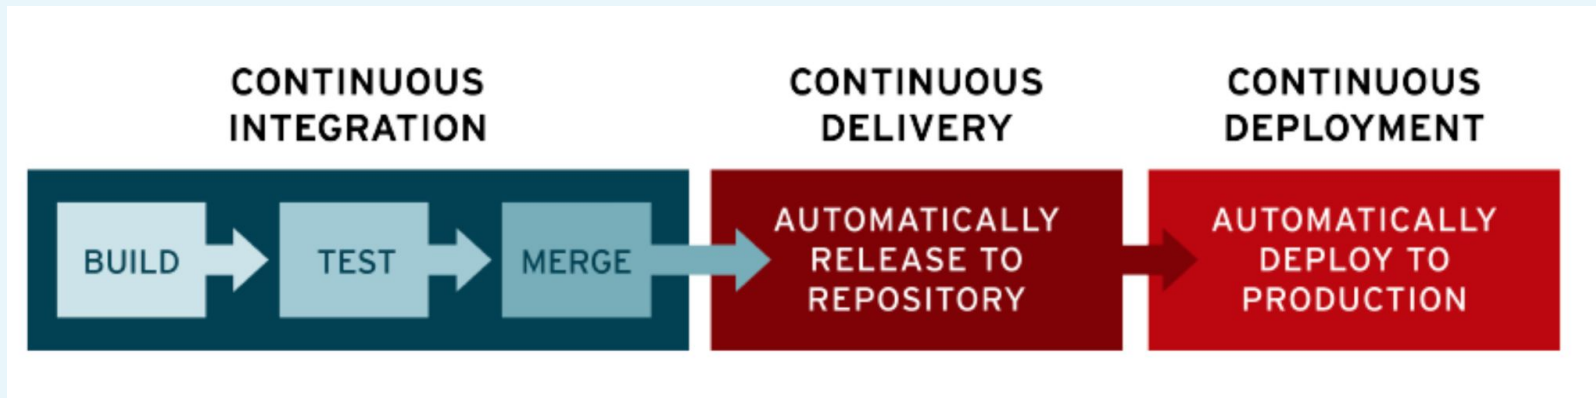 CONTINUOUS
INTEGRATION
BUILD
TEST
MERGE
CONTINUOUS
DELIVERY
AUTOMATICALLY
RELEASE TO
REPOSITORY
CONTINUOUS
DEPLOYMENT
AUTOMATICALLY
DEPLOY TO
PRODUCTION